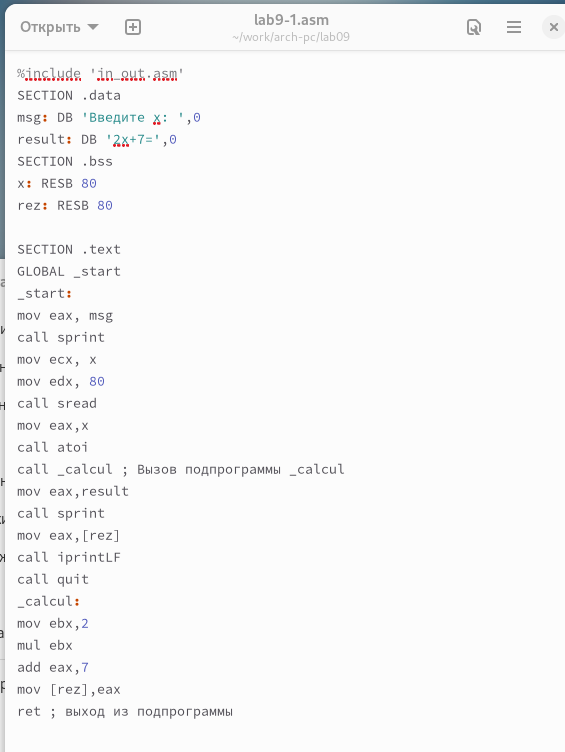 Открыть
lab9-1.asm
~/work/arch-pc/lab09
%include 'in_out.asm'
SECTION .data
msg: DB 'Введите x: ',0
result: DB '2x+7=',0
SECTION .bss
x: RESB 80
rez: RESB 80
SECTION .text
GLOBAL _start
_start:
mov eax, msg
call sprint
mov ecx, x
mov edx, 80
call sread
mov eax,x
call atoi
call _calcul ; Вызов подпрограммы _calcul
mov eax,result
call sprint
mov eax,[rez]
call iprintLF
call quit
_calcul:
mov ebx,2
mul ebx
add eax,7
mov [rez],eax
ret ; выход из подпрограммы